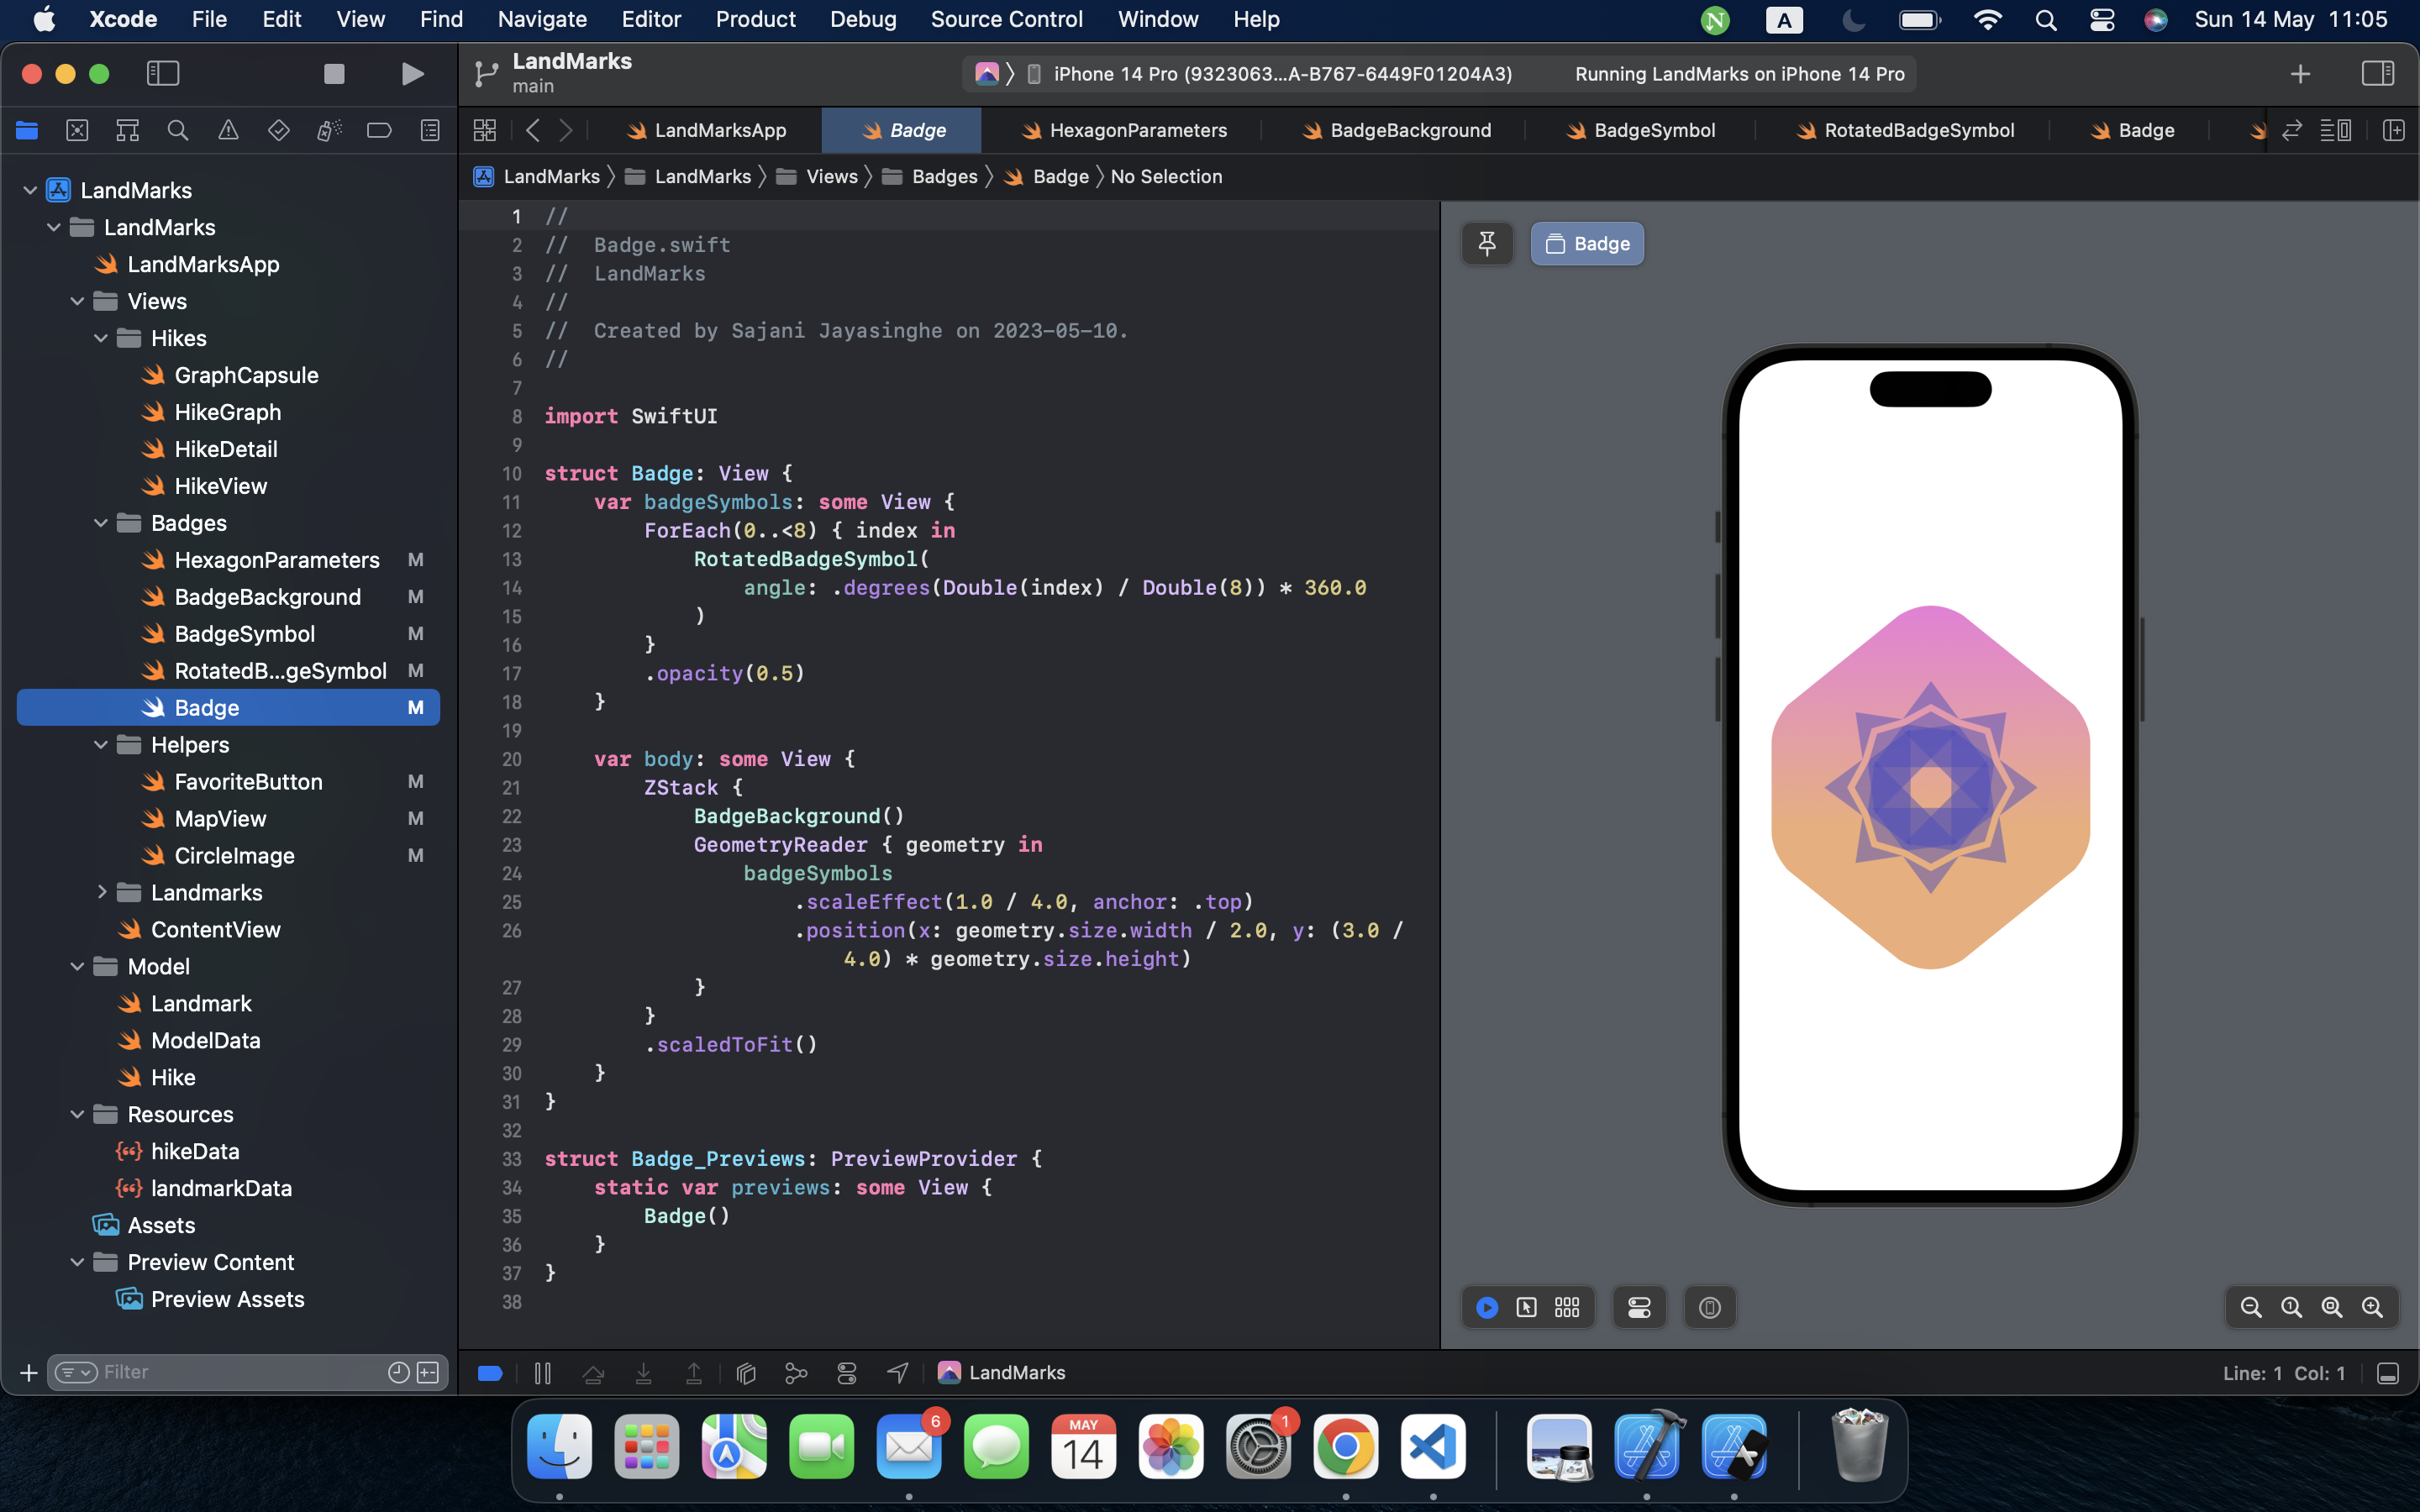 Xcode File Edit View Find Navigate Editor Product Debug Source Control Window Help N A Sun 14 May 11:05
LandMarks
main
iPhone 14 Pro (9323063...A-B767-6449F01204A3) Running LandMarks on iPhone 14 Pro
LandMarksApp Badge HexagonParameters BadgeBackground BadgeSymbol RotatedBadgeSymbol Badge
LandMarks LandMarks Views Badges Badge No Selection
LandMarks
LandMarks
LandMarksApp
Views
Hikes
GraphCapsule
HikeGraph
HikeDetail
HikeView
Badges
HexagonParameters M
BadgeBackground M
BadgeSymbol M
RotatedB...geSymbol M
Badge M
Helpers
FavoriteButton M
MapView M
CircleImage M
Landmarks
ContentView
Model
Landmark
ModelData
Hike
Resources
hikeData
landmarkData
Assets
Preview Content
Preview Assets
Filter
1 //
2 // Badge.swift
3 // LandMarks
4 //
5 // Created by Sajani Jayasinghe on 2023-05-10.
6 //
7
8 import SwiftUI
9
10 struct Badge: View {
11 var badgeSymbols: some View {
12 ForEach(0..<8) { index in
13 RotatedBadgeSymbol(
14 angle: .degrees(Double(index) / Double(8)) * 360.0
15 )
16 }
17 .opacity(0.5)
18 }
19
20 var body: some View {
21 ZStack {
22 BadgeBackground()
23 GeometryReader { geometry in
24 badgeSymbols
25 .scaleEffect(1.0 / 4.0, anchor: .top)
26 .position(x: geometry.size.width / 2.0, y: (3.0 /
4.0) * geometry.size.height)
27 }
28 }
29 .scaledToFit()
30 }
31 }
32
33 struct Badge_Previews: PreviewProvider {
34 static var previews: some View {
35 Badge()
36 }
37 }
38
Badge
LandMarks
Line: 1 Col: 1
6
MAY
14
1